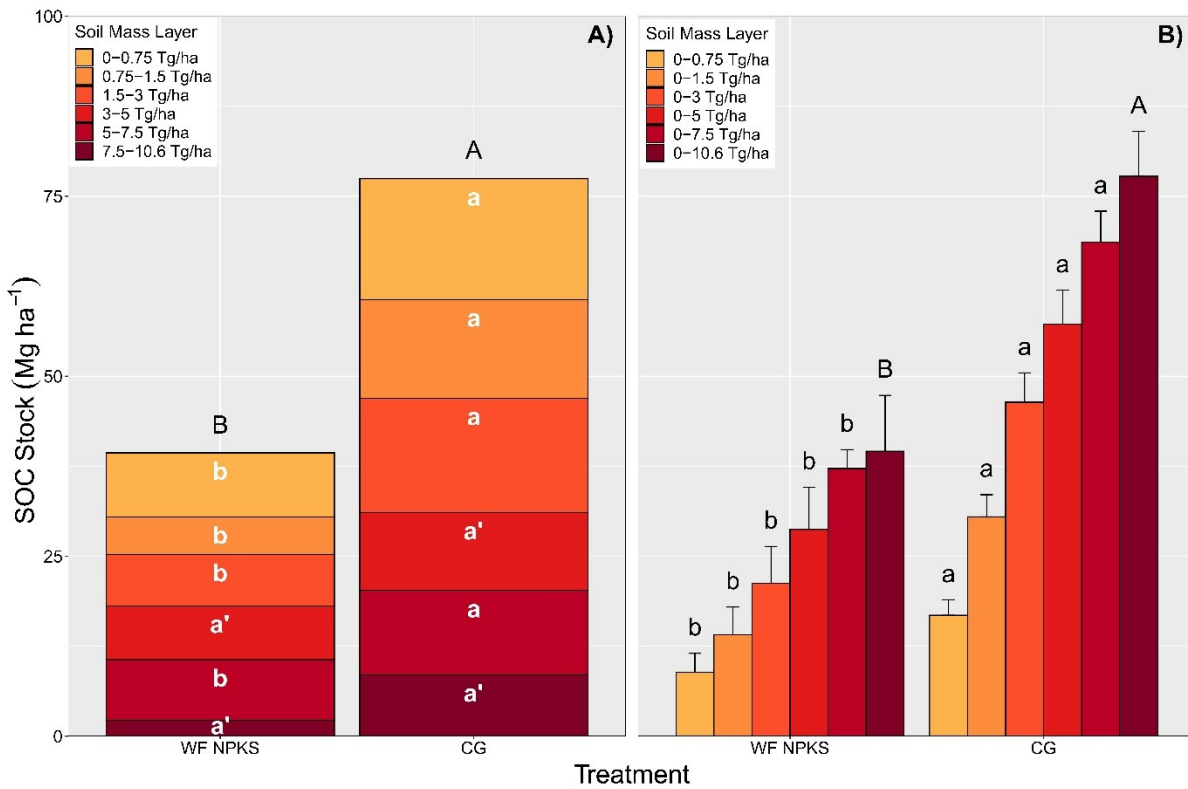 SOC Stock (Mg ha⁻¹)
100
75
50
25
0
Soil Mass Layer
0−0.75 Tg/ha
0.75−1.5 Tg/ha
1.5−3 Tg/ha
3−5 Tg/ha
5−7.5 Tg/ha
7.5−10.6 Tg/ha
A)
B
b
b
b
a'
b
a'
A
a
a
a
a'
a
a'
WF NPKS
CG
Soil Mass Layer
0−0.75 Tg/ha
0−1.5 Tg/ha
0−3 Tg/ha
0−5 Tg/ha
0−7.5 Tg/ha
0−10.6 Tg/ha
B)
b
b
b
b
b
B
a
a
a
a
a
A
WF NPKS
CG
Treatment